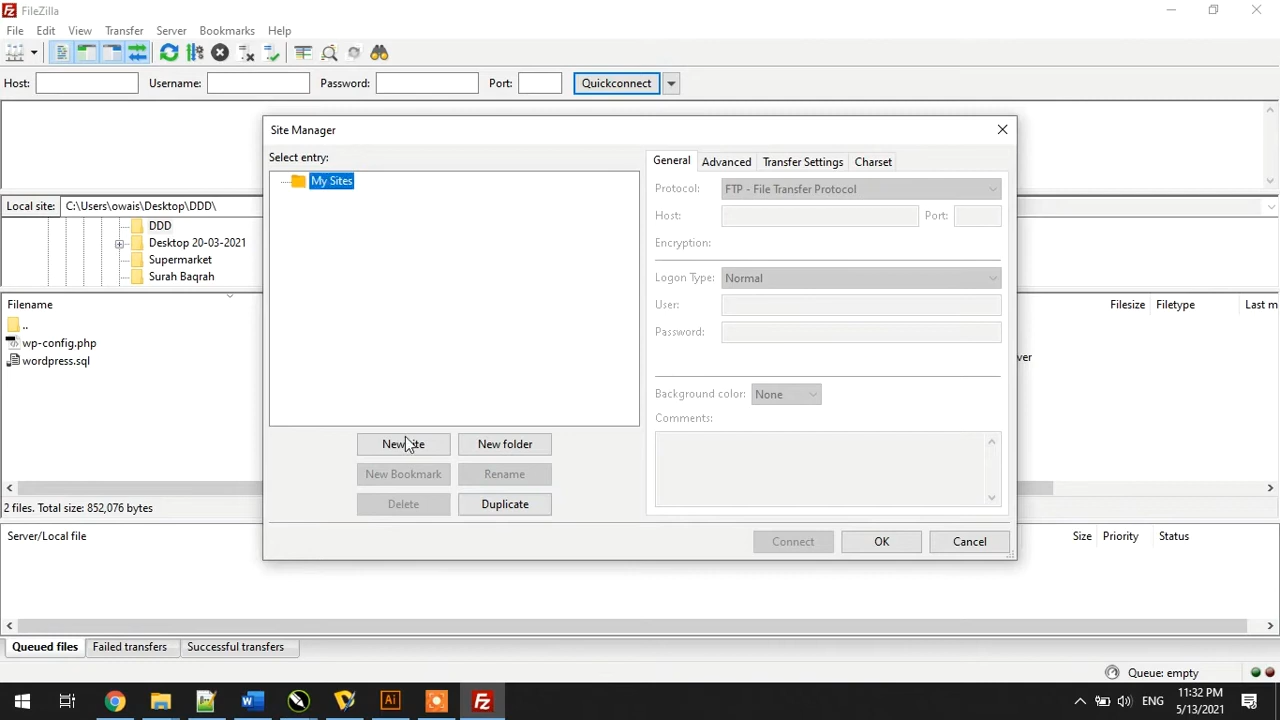 FileZilla
File Edit View Transfer Server Bookmarks Help
Host: Username: Password: Port: Quickconnect
Site Manager
Select entry:
My Sites
General Advanced Transfer Settings Charset
Protocol: FTP - File Transfer Protocol
Host: Port:
Encryption:
Logon Type: Normal
User:
Password:
Background color: None
Comments:
New Site New folder
New Bookmark Rename
Delete Duplicate
Connect OK Cancel
Local site: C:\Users\owais\Desktop\DDD\
DDD
Desktop 20-03-2021
Supermarket
Surah Baqrah
Filename
..
wp-config.php
wordpress.sql
Filesize Filetype Last m
ver
2 files. Total size: 852,076 bytes
Server/Local file
Size Priority Status
Queued files Failed transfers Successful transfers
Queue: empty
W Ai Fz ENG
11:32 PM
5/13/2021